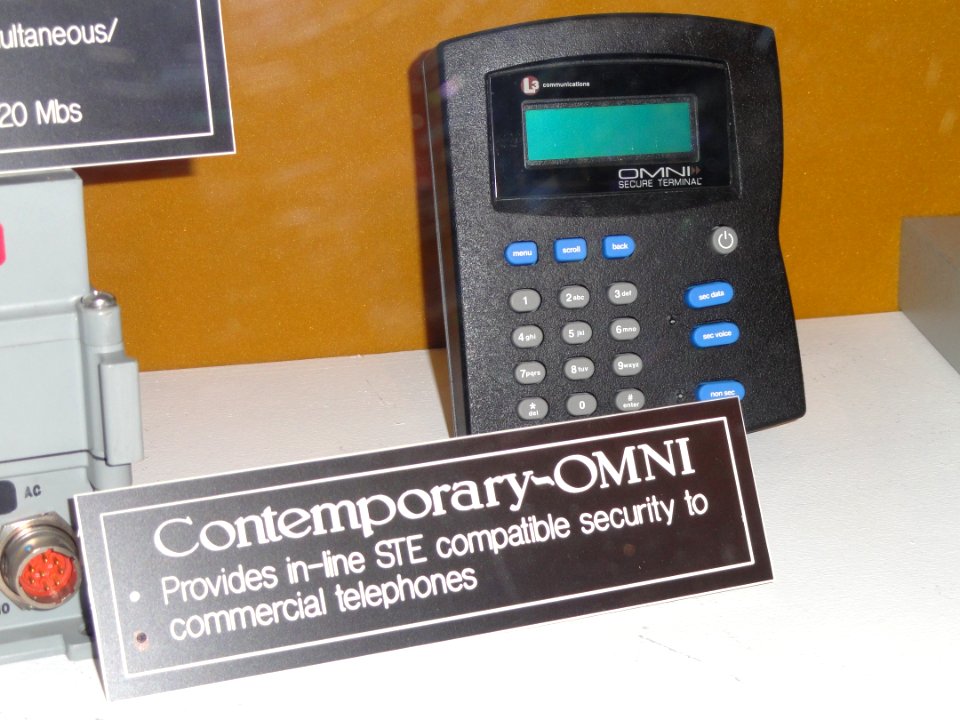 ultaneous/
20 Mbs
L3 communications
OMNI
SECURE TERMINAL
menu scroll back
1 2abc 3def
sec data
4ghi 5jkl 6mno
sec voice
7pqrs 8tuv 9wxyz
non sec
* del 0 # enter
AC
Contemporary-OMNI
• Provides in-line STE compatible security to
• commercial telephones